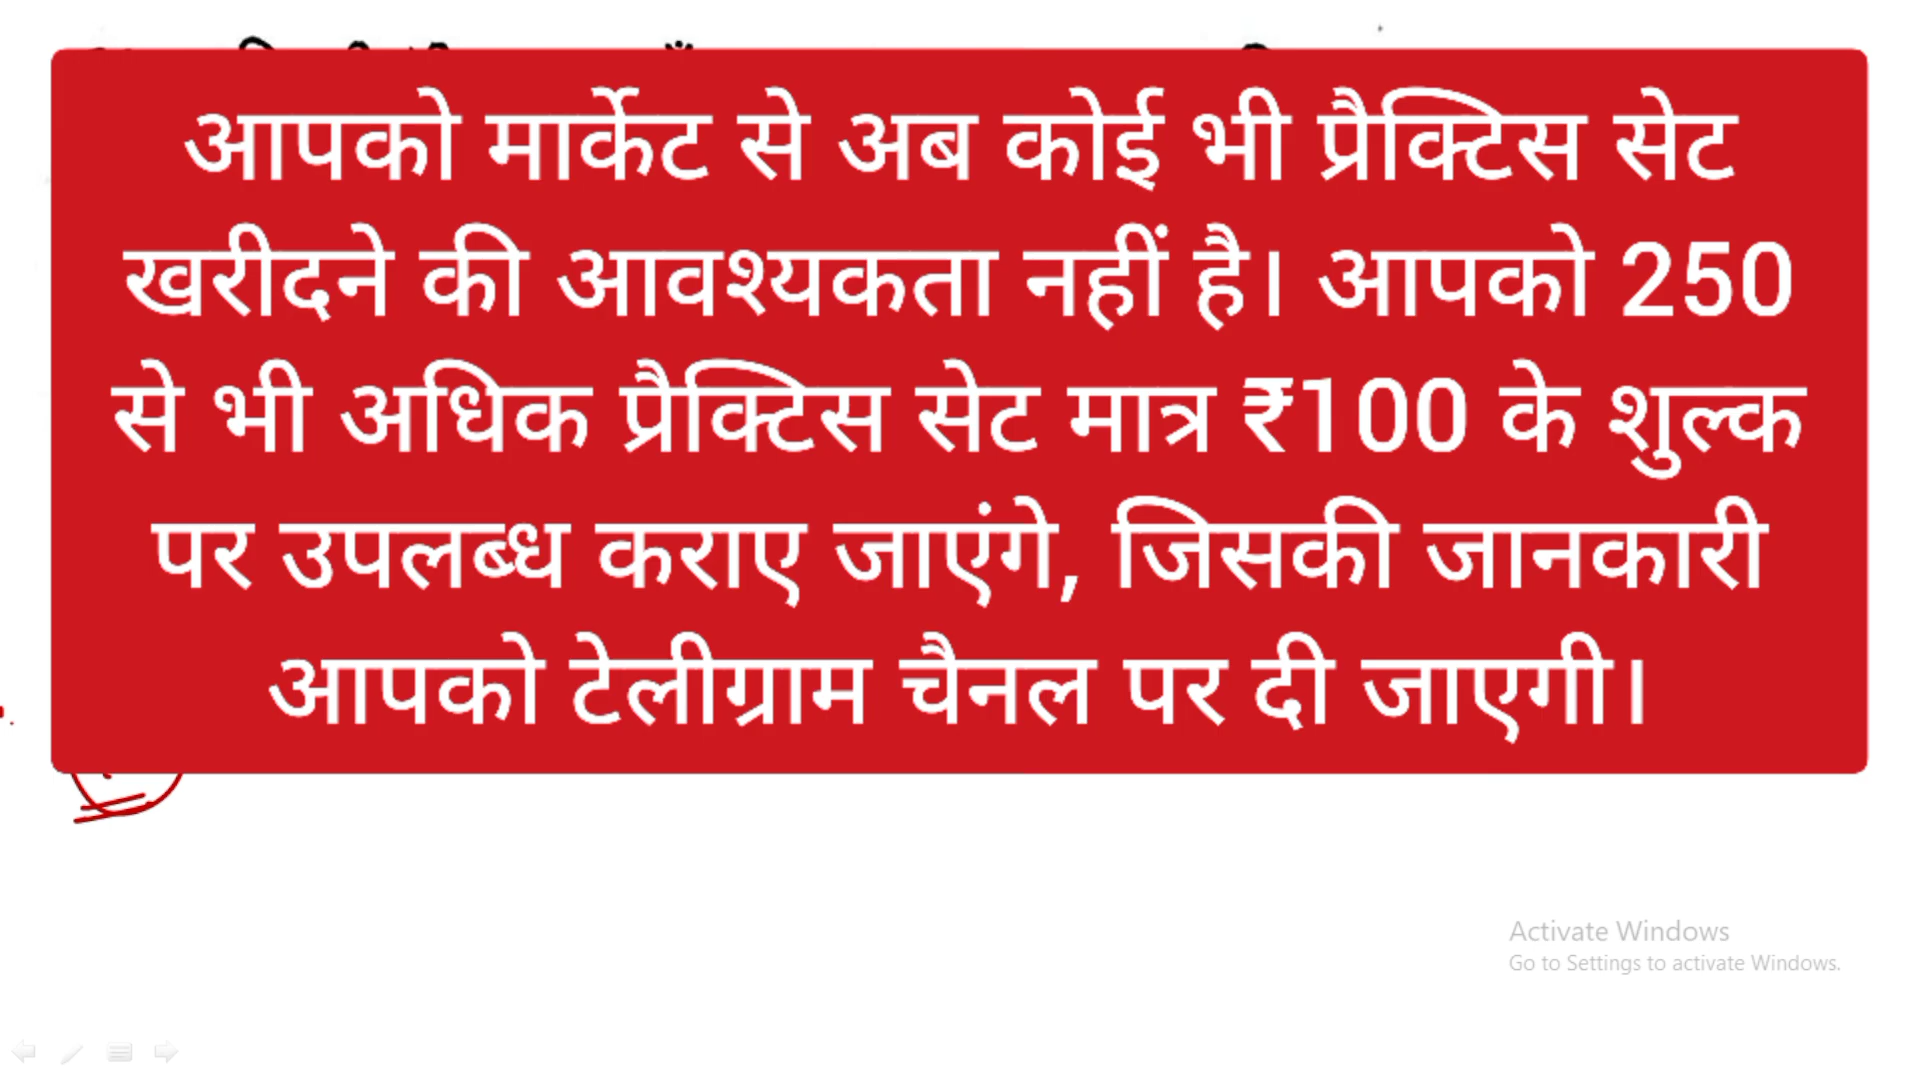 आपको मार्केट से अब कोई भी प्रैक्टिस सेट
खरीदने की आवश्यकता नहीं है। आपको 250
से भी अधिक प्रैक्टिस सेट मात्र ₹100 के शुल्क
पर उपलब्ध कराए जाएंगे, जिसकी जानकारी
आपको टेलीग्राम चैनल पर दी जाएगी।
Activate Windows
Go to Settings to activate Windows.